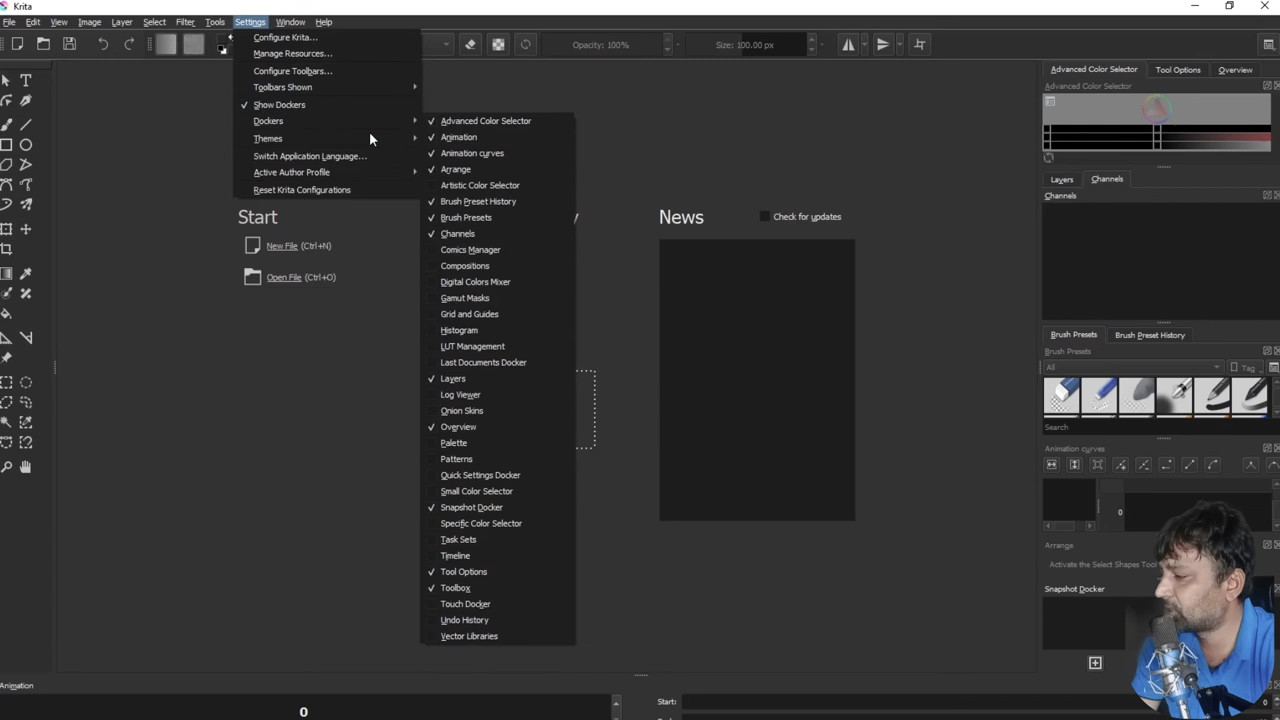 Krita
File Edit View Image Layer Select Filter Tools Settings Window Help
Opacity: 100%
Size: 100.00 px
Configure Krita...
Manage Resources...
Configure Toolbars...
Toolbars Shown
Show Dockers
Dockers
Themes
Switch Application Language...
Active Author Profile
Reset Krita Configurations
Advanced Color Selector
Animation
Animation curves
Arrange
Artistic Color Selector
Brush Preset History
Brush Presets
Channels
Comics Manager
Compositions
Digital Colors Mixer
Gamut Masks
Grid and Guides
Histogram
LUT Management
Last Documents Docker
Layers
Log Viewer
Onion Skins
Overview
Palette
Patterns
Quick Settings Docker
Small Color Selector
Snapshot Docker
Specific Color Selector
Task Sets
Timeline
Tool Options
Toolbox
Touch Docker
Undo History
Vector Libraries
Start
New File (Ctrl+N)
Open File (Ctrl+O)
News
Check for updates
Advanced Color Selector Tool Options Overview
Advanced Color Selector
Layers Channels
Channels
Brush Presets Brush Preset History
Brush Presets
All
Tag
Search
Animation curves
0
Arrange
Activate the Select Shapes Tool
Snapshot Docker
Animation
0
Start:
0